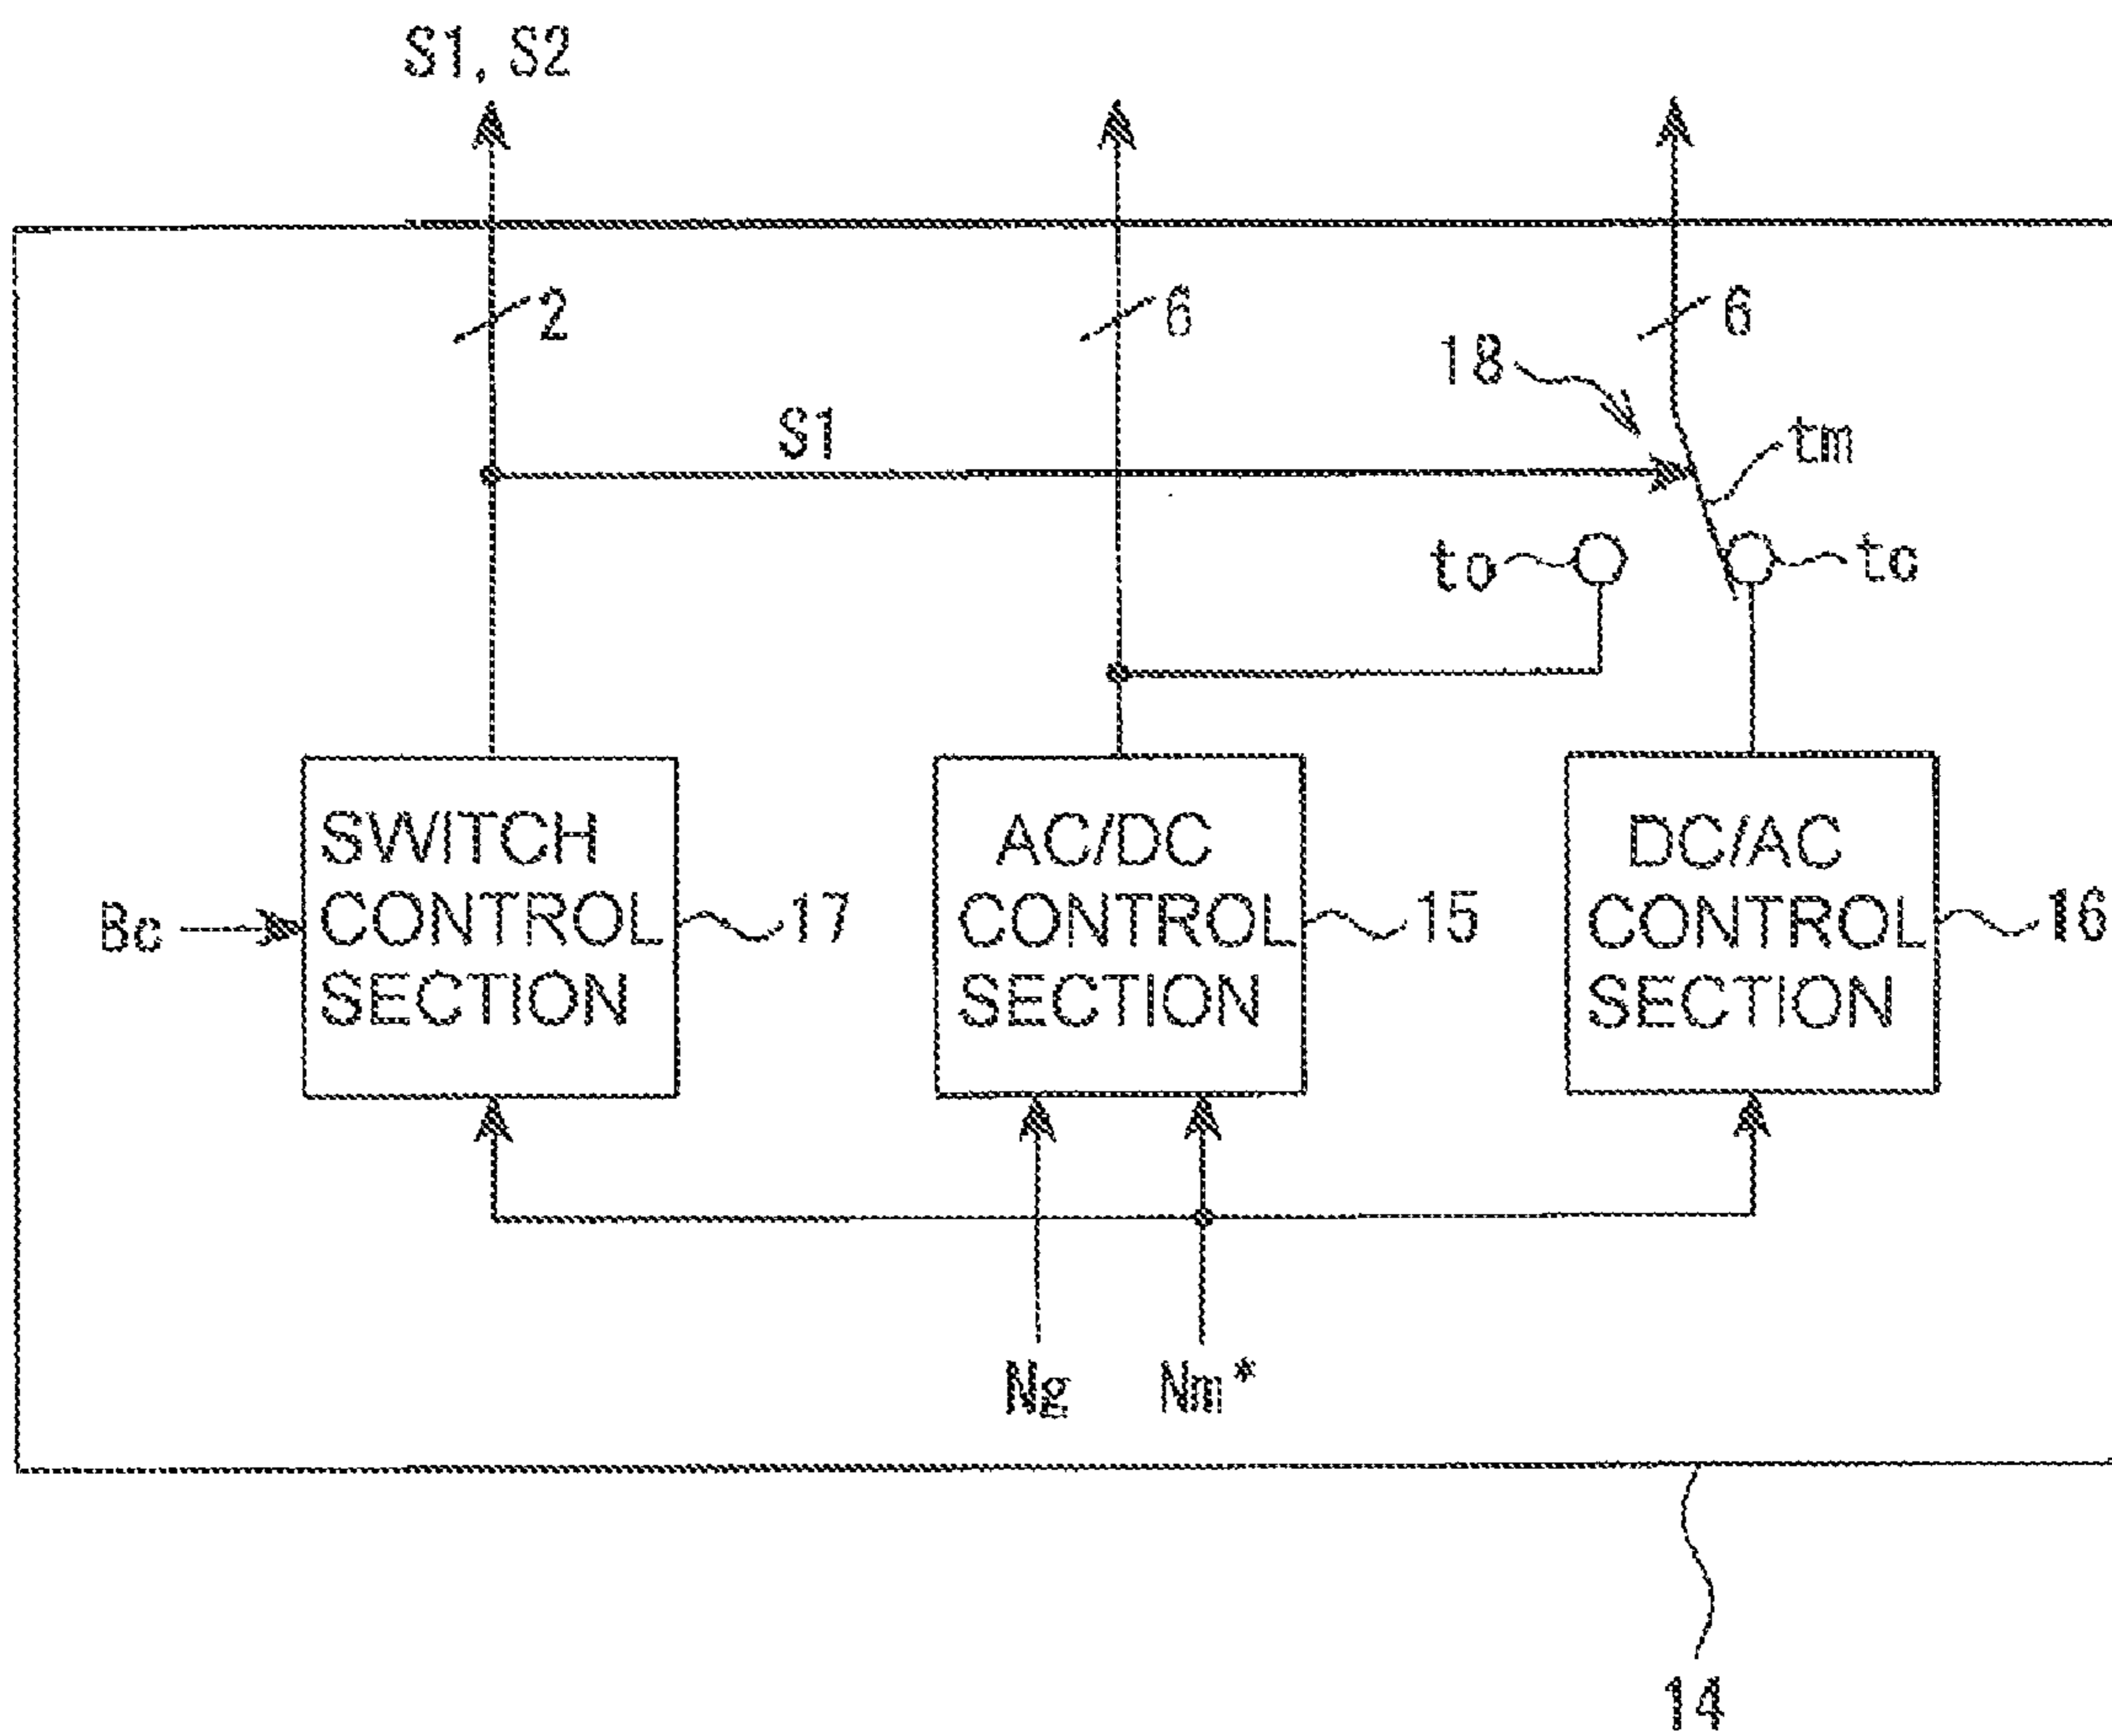 S1, S2
2
6
6
18
S1
tm
to
tc
SWITCH
CONTROL
SECTION
AC/DC
CONTROL
SECTION
DC/AC
CONTROL
SECTION
Bc
17
15
16
Ng
Nm*
14